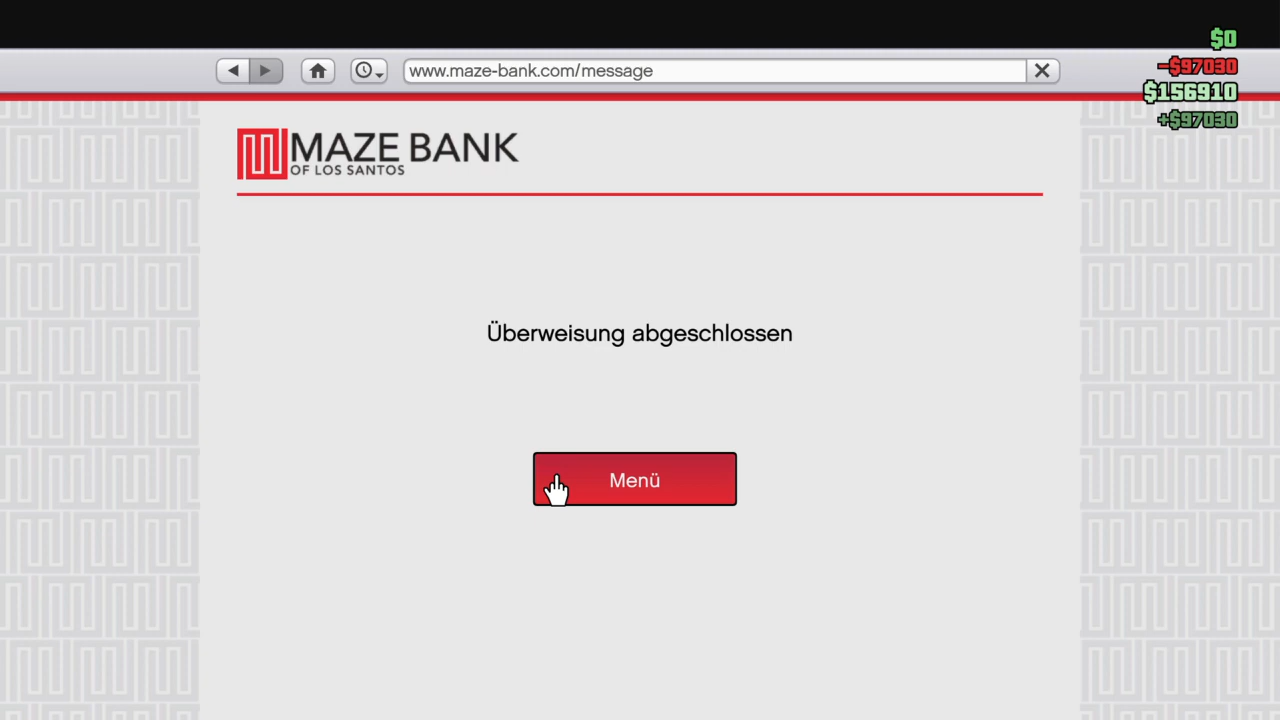 $0
-$97030
www.maze-bank.com/message
$156910
+$97030
MAZE BANK
OF LOS SANTOS
Überweisung abgeschlossen
Menü